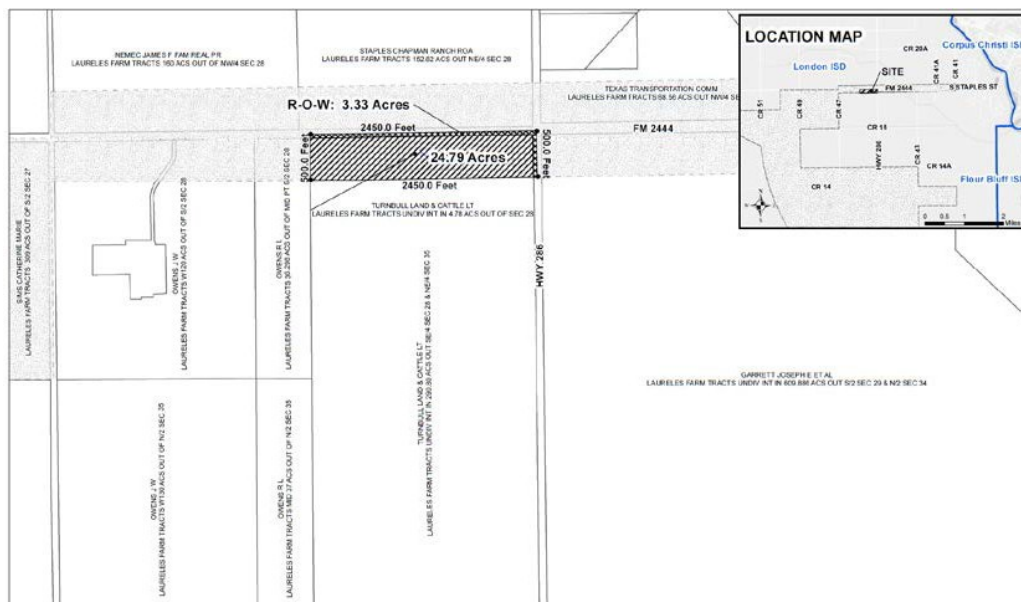 NEMEC JAMES F FAM REAL PR
LAURELES FARM TRACTS 160 ACS OUT OF NW/4 SEC 28
STAPLES CHAPMAN RANCH ROA
LAURELES FARM TRACTS 152.62 ACS OUT NE/4 SEC 28
TEXAS TRANSPORTATION COMM
LAURELES FARM TRACTS 68.56 ACS OUT NW/4 SE
R-O-W: 3.33 Acres
2450.0 Feet
FM 2444
500.0 Feet
24.79 Acres
500.0 Feet
2450.0 Feet
TURNBULL LAND & CATTLE LT
LAURELES FARM TRACTS UNDIV INT IN 4.78 ACS OUT OF SEC 28
SIMS CATHERINE MARIE
LAURELES FARM TRACTS 309 ACS OUT OF S/2 SEC 27
OWENS J W
LAURELES FARM TRACTS W120 ACS OUT OF S/2 SEC 28
OWENS R L
LAURELES FARM TRACTS 30.298 ACS OUT OF MID PT S/2 SEC 28
TURNBULL LAND & CATTLE LT
LAURELES FARM TRACTS UNDIV INT IN 290.88 ACS OUT SE/4 SEC 28 & NE/4 SEC 35
HWY 286
GARRETT JOSEPH E ET AL
LAURELES FARM TRACTS UNDIV INT IN 609.888 ACS OUT S/2 SEC 29 & N/2 SEC 34
OWENS J W
LAURELES FARM TRACTS W130 ACS OUT OF N/2 SEC 35
OWENS R L
LAURELES FARM TRACTS MID 37 ACS OUT OF N/2 SEC 35
LOCATION MAP
CR 20A
Corpus Christi ISD
London ISD
CR 41A
CR 41
SITE
FM 2444
S STAPLES ST
CR 51
CR 49
CR 47
CR 18
HWY 286
CR 43
CR 14A
CR 14
Flour Bluff ISD
0 0.5 1 2
Miles